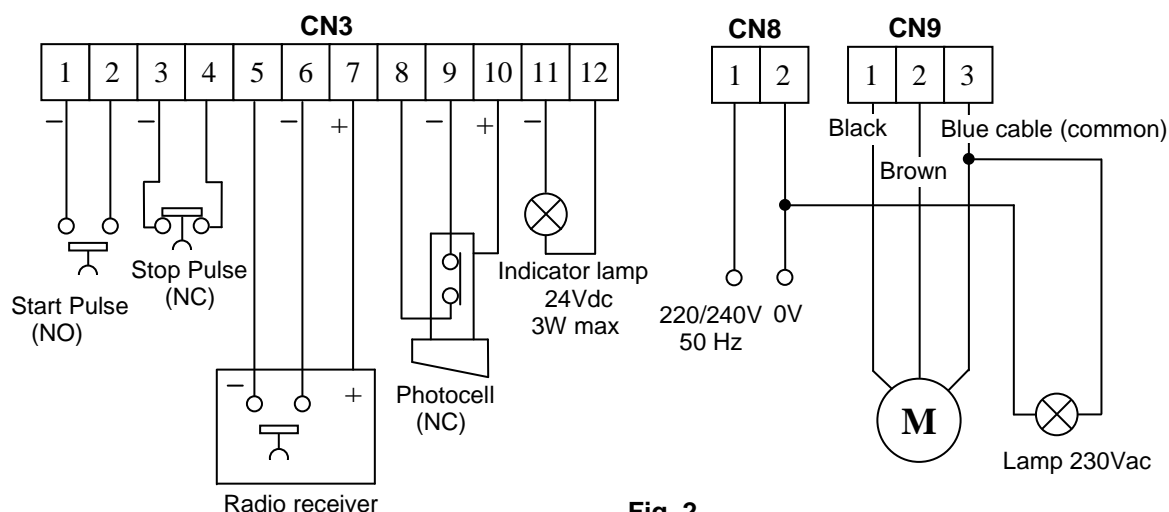 CN3
1 2 3 4 5 6 7 8 9 10 11 12
− − − + − + −
Start Pulse
(NO)
Stop Pulse
(NC)
− +
Radio receiver
Photocell
(NC)
Indicator lamp
24Vdc
3W max
CN8
1 2
220/240V 0V
50 Hz
CN9
1 2 3
Black
Brown
Blue cable (common)
M
Lamp 230Vac
Fig. 2